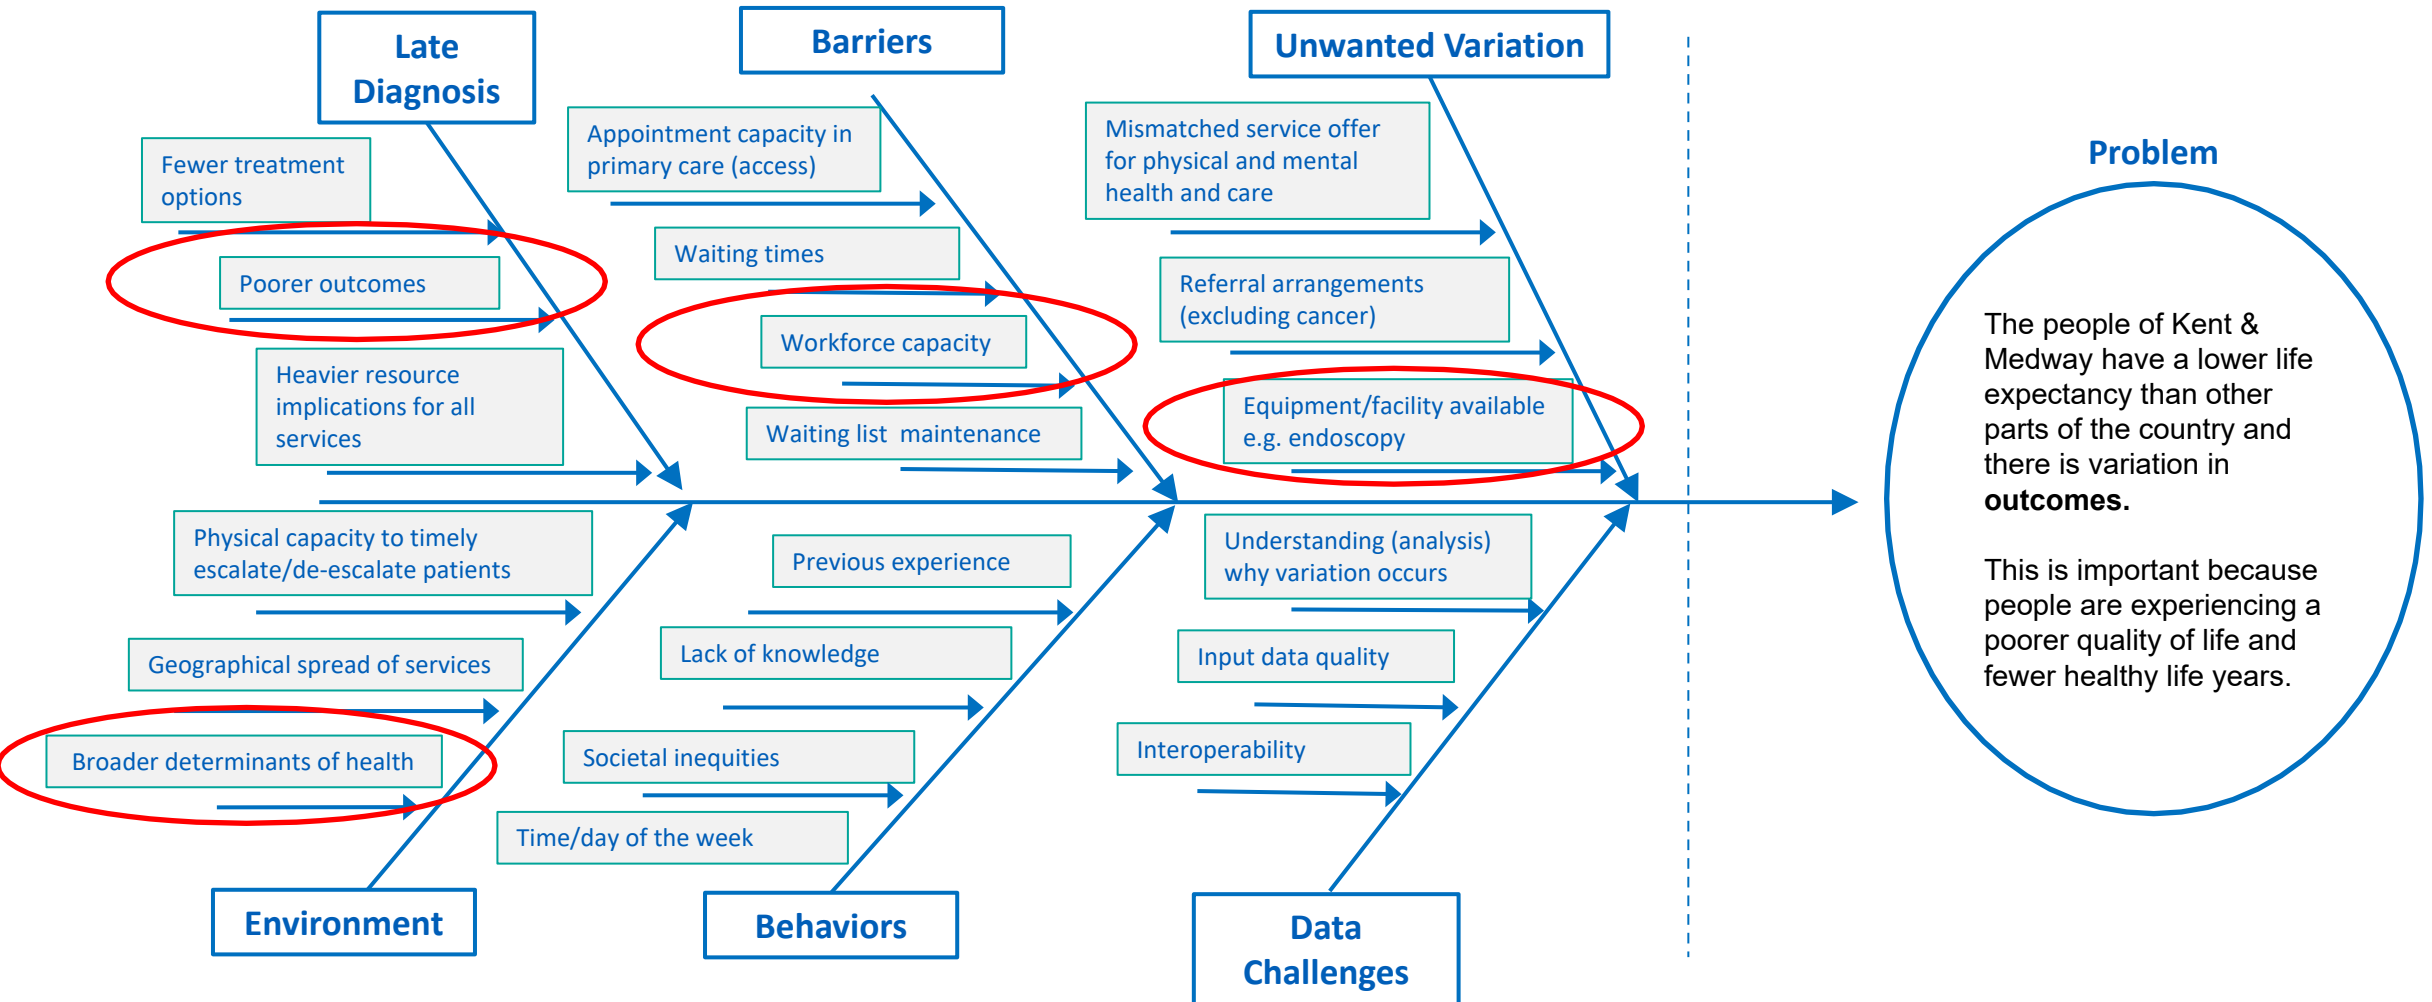 Late
Diagnosis
Barriers
Unwanted Variation
Fewer treatment
options
Poorer outcomes
Heavier resource
implications for all
services
Appointment capacity in
primary care (access)
Waiting times
Workforce capacity
Waiting list  maintenance
Mismatched service offer
for physical and mental
health and care
Referral arrangements
(excluding cancer)
Equipment/facility available
e.g. endoscopy
Physical capacity to timely
escalate/de-escalate patients
Geographical spread of services
Broader determinants of health
Previous experience
Lack of knowledge
Societal inequities
Time/day of the week
Understanding (analysis)
why variation occurs
Input data quality
Interoperability
Environment
Behaviors
Data
Challenges
Problem
The people of Kent &
Medway have a lower life
expectancy than other
parts of the country and
there is variation in
outcomes.
This is important because
people are experiencing a
poorer quality of life and
fewer healthy life years.